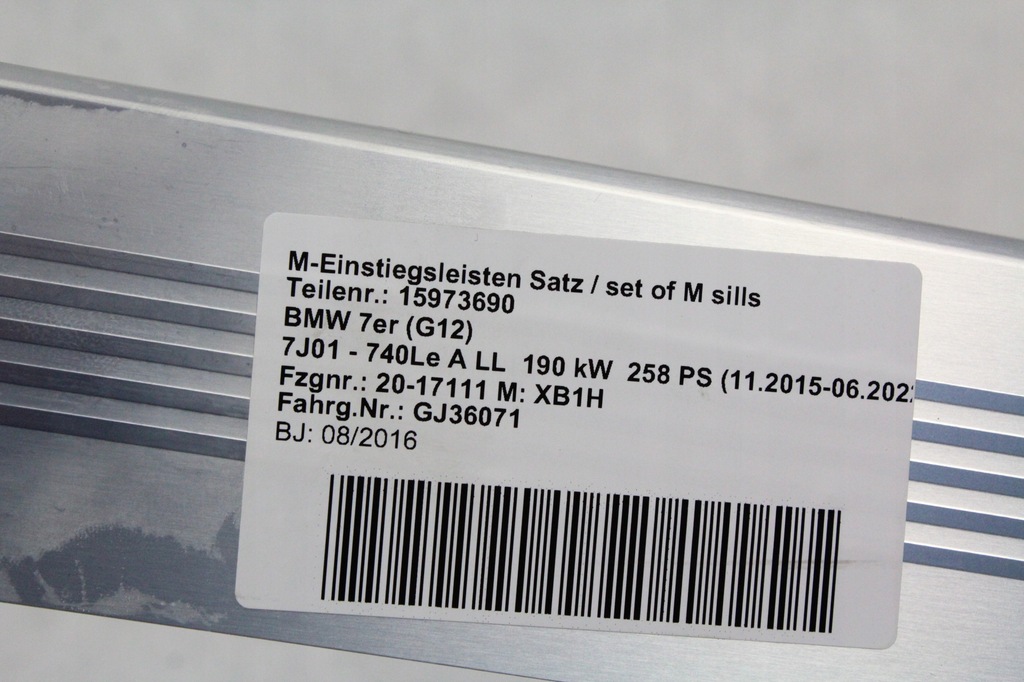 M-Einstiegsleisten Satz / set of M sills
Teilenr.: 15973690
BMW 7er (G12)
7J01 - 740Le A LL 190 kW 258 PS (11.2015-06.202
Fzgnr.: 20-17111 M: XB1H
Fahrg.Nr.: GJ36071
BJ: 08/2016